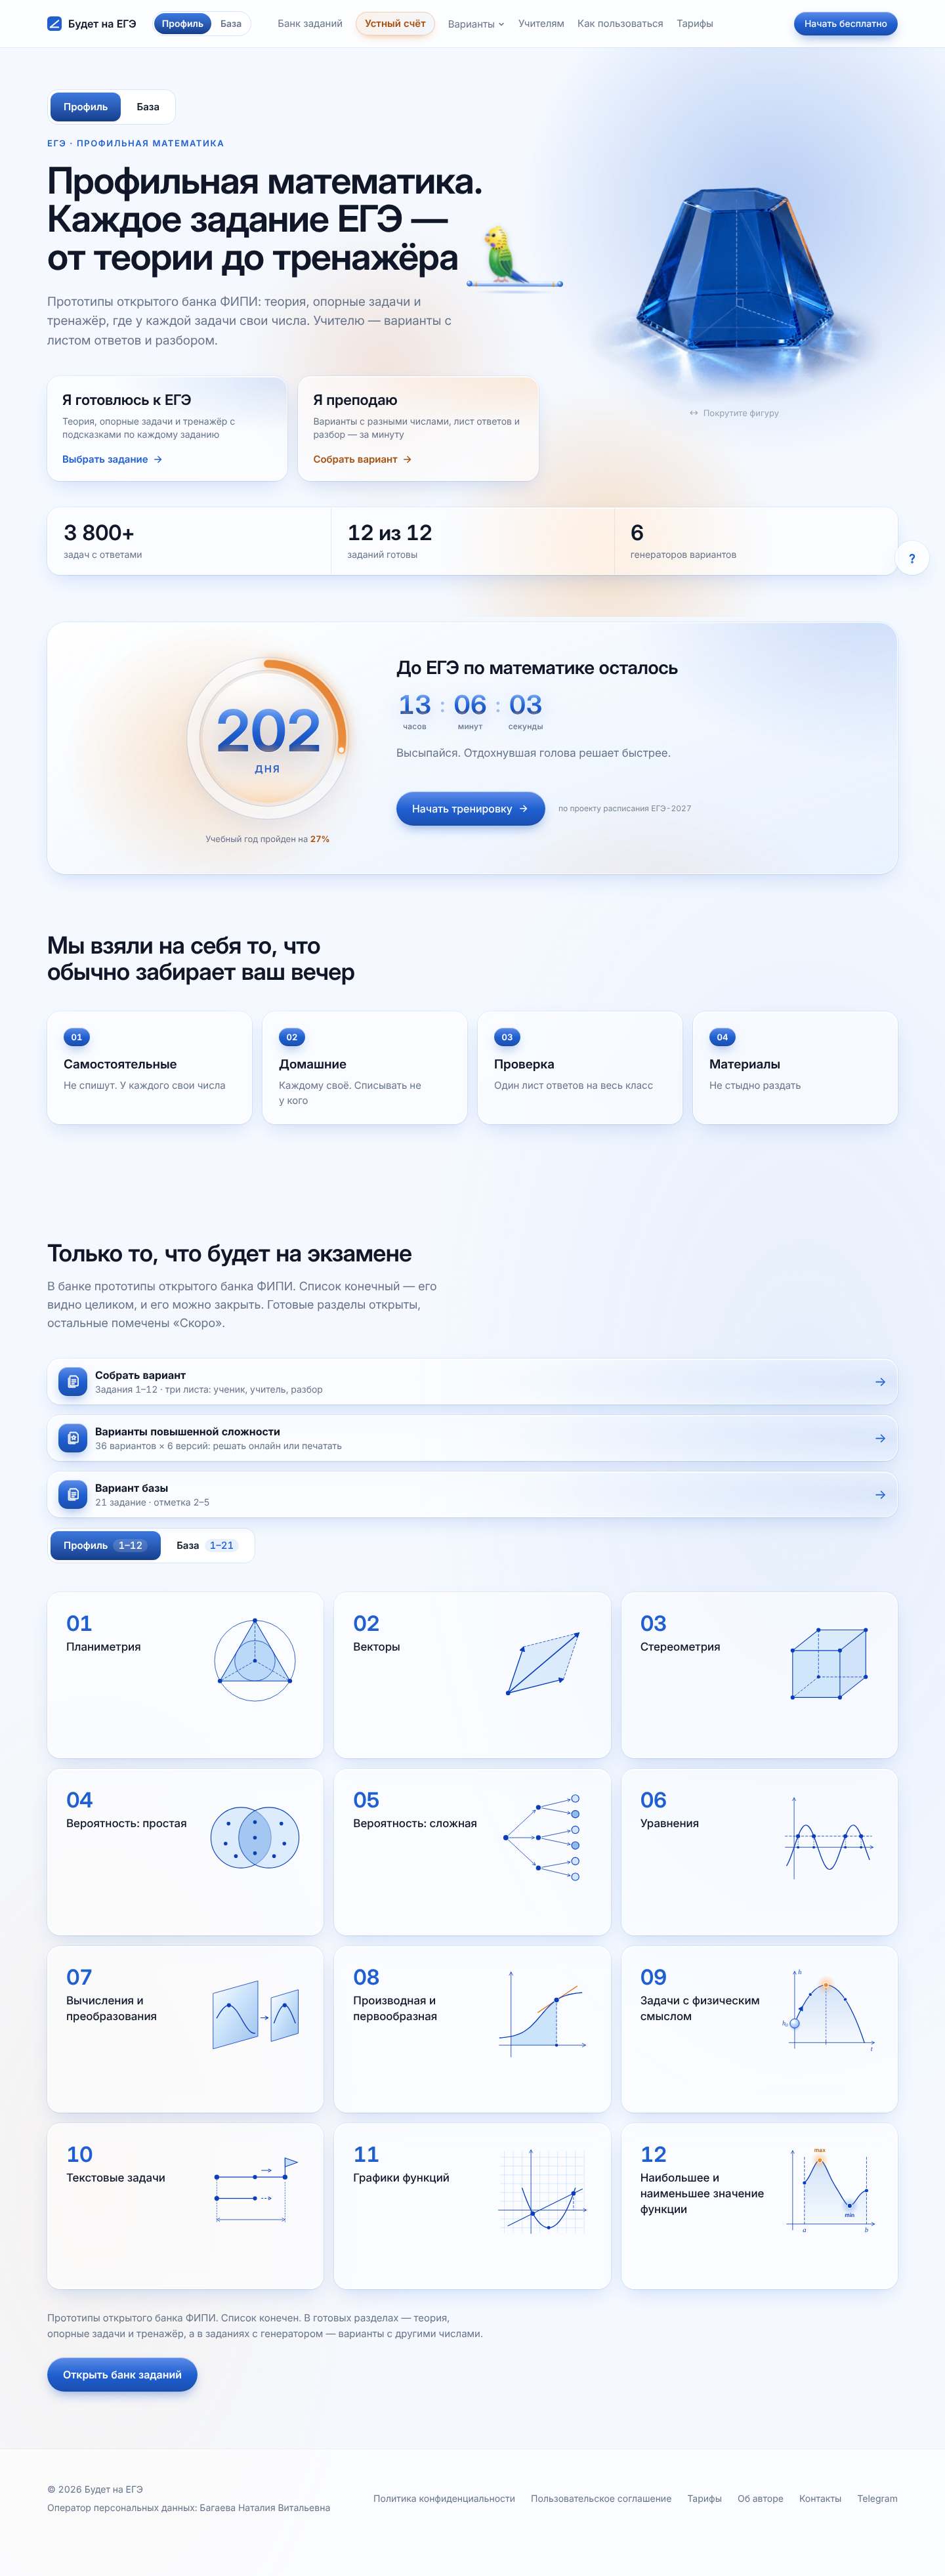 Будет на ЕГЭ
Профиль База
Банк заданий
Устный счёт
Варианты
Учителям
Как пользоваться
Тарифы
Начать бесплатно
Профиль База
ЕГЭ · ПРОФИЛЬНАЯ МАТЕМАТИКА
Профильная математика.
Каждое задание ЕГЭ —
от теории до тренажёра
Прототипы открытого банка ФИПИ: теория, опорные задачи и
тренажёр, где у каждой задачи свои числа. Учителю — варианты с
листом ответов и разбором.
Я готовлюсь к ЕГЭ
Теория, опорные задачи и тренажёр с
подсказками по каждому заданию
Выбрать задание →
Я преподаю
Варианты с разными числами, лист ответов и
разбор — за минуту
Собрать вариант →
↔ Покрутите фигуру
3 800+
задач с ответами
12 из 12
заданий готовы
6
генераторов вариантов
?
202
ДНЯ
Учебный год пройден на 27%
До ЕГЭ по математике осталось
13 : 06 : 03
часов минут секунды
Высыпайся. Отдохнувшая голова решает быстрее.
Начать тренировку →
по проекту расписания ЕГЭ-2027
Мы взяли на себя то, что
обычно забирает ваш вечер
01
Самостоятельные
Не спишут. У каждого свои числа
02
Домашние
Каждому своё. Списывать не
у кого
03
Проверка
Один лист ответов на весь класс
04
Материалы
Не стыдно раздать
Только то, что будет на экзамене
В банке прототипы открытого банка ФИПИ. Список конечный — его
видно целиком, и его можно закрыть. Готовые разделы открыты,
остальные помечены «Скоро».
Собрать вариант
Задания 1–12 · три листа: ученик, учитель, разбор
→
Варианты повышенной сложности
36 вариантов × 6 версий: решать онлайн или печатать
→
Вариант базы
21 задание · отметка 2–5
→
Профиль 1–12 База 1–21
01
Планиметрия
02
Векторы
03
Стереометрия
04
Вероятность: простая
05
Вероятность: сложная
06
Уравнения
07
Вычисления и
преобразования
08
Производная и
первообразная
09
Задачи с физическим
смыслом
h
h₀
t
10
Текстовые задачи
11
Графики функций
12
Наибольшее и
наименьшее значение
функции
max
min
a
b
Прототипы открытого банка ФИПИ. Список конечен. В готовых разделах — теория,
опорные задачи и тренажёр, а в заданиях с генератором — варианты с другими числами.
Открыть банк заданий
© 2026 Будет на ЕГЭ
Оператор персональных данных: Багаева Наталия Витальевна
Политика конфиденциальности
Пользовательское соглашение
Тарифы
Об авторе
Контакты
Telegram